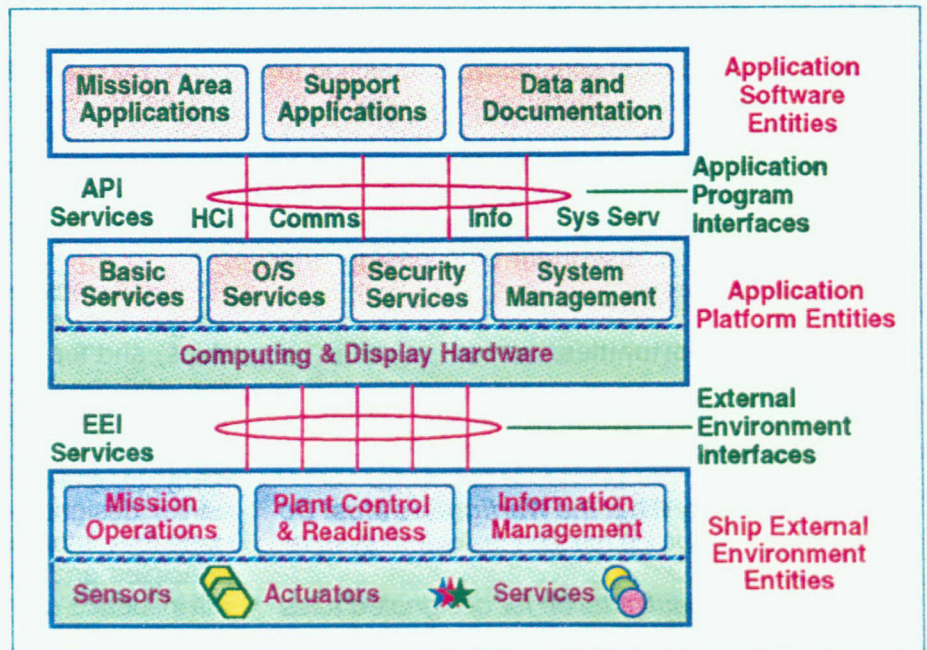 Mission Area
Applications
Support
Applications
Data and
Documentation
Application
Software
Entities
API
Services
HCI
Comms
Info
Sys Serv
Application
Program
Interfaces
Basic
Services
O/S
Services
Security
Services
System
Management
Computing & Display Hardware
Application
Platform Entities
EEI
Services
External
Environment
Interfaces
Mission
Operations
Plant Control
& Readiness
Information
Management
Sensors
Actuators
Services
Ship External
Environment
Entities